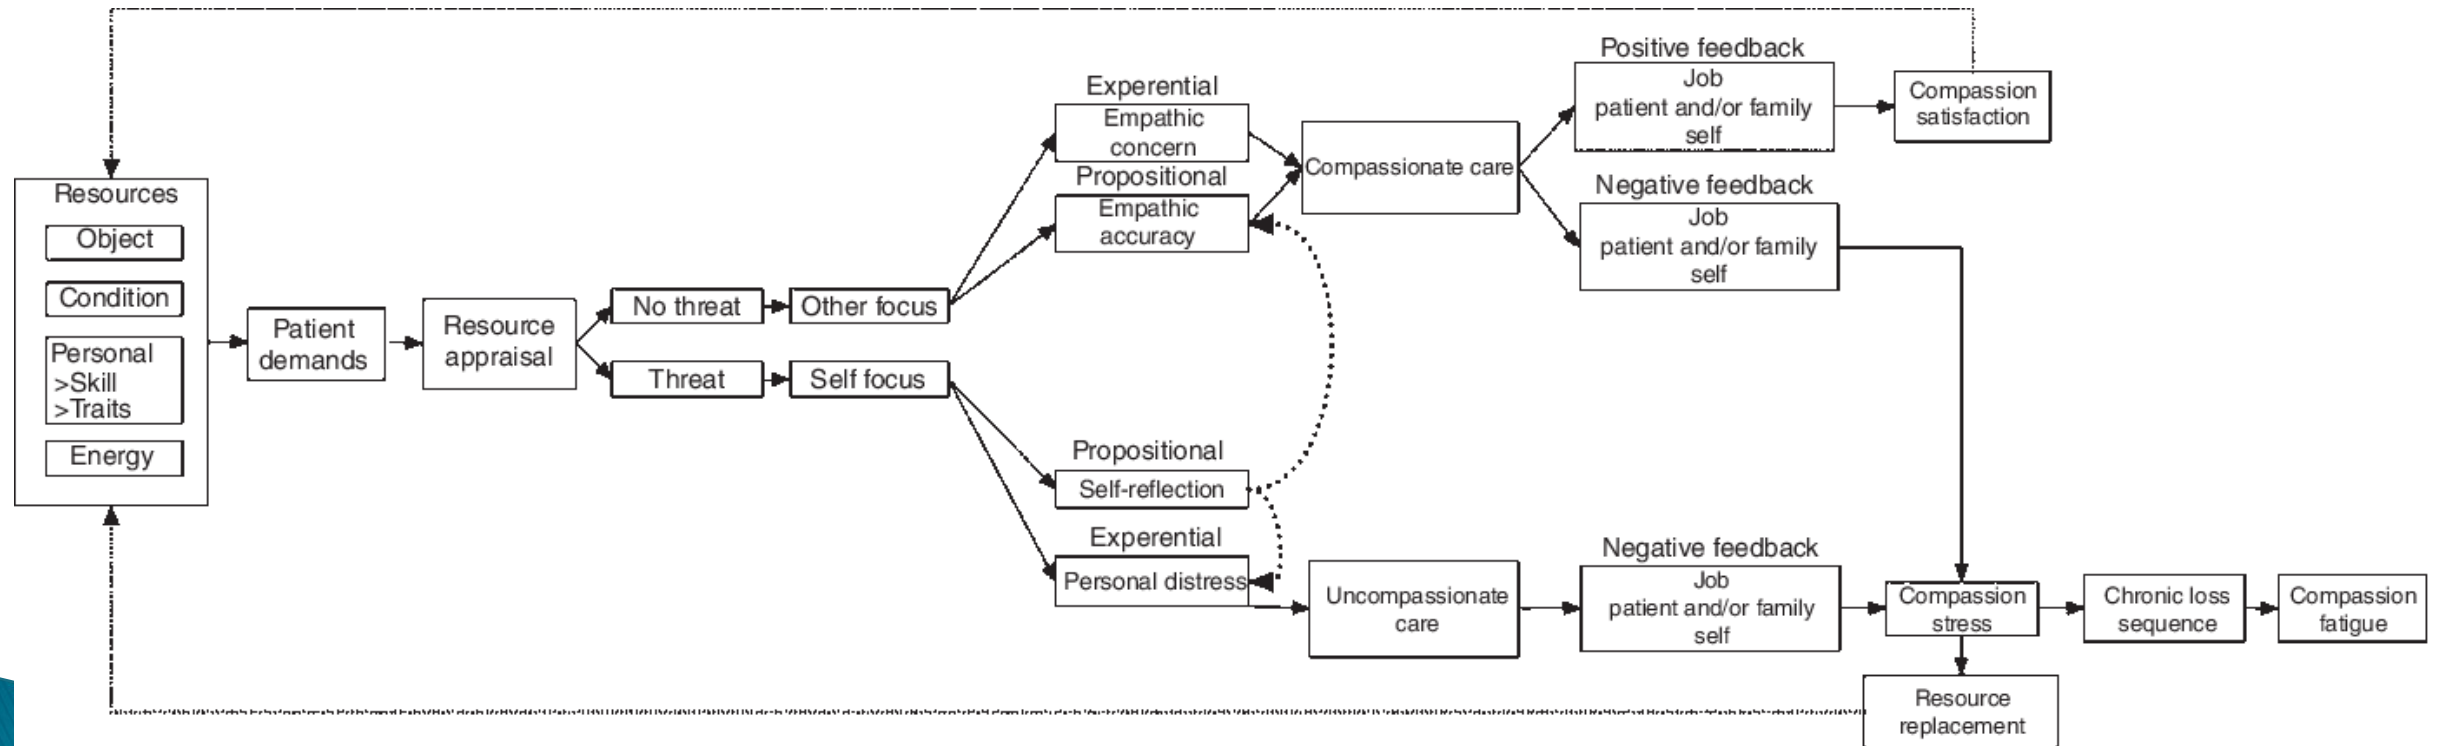 Resources
Object
Condition
Personal
>Skill
>Traits
Energy
Patient
demands
Resource
appraisal
No threat
Threat
Other focus
Self focus
Experential
Empathic
concern
Propositional
Empathic
accuracy
Propositional
Self-reflection
Experential
Personal distress
Compassionate care
Uncompassionate
care
Positive feedback
Job
patient and/or family
self
Negative feedback
Job
patient and/or family
self
Negative feedback
Job
patient and/or family
self
Compassion
satisfaction
Compassion
stress
Chronic loss
sequence
Compassion
fatigue
Resource
replacement